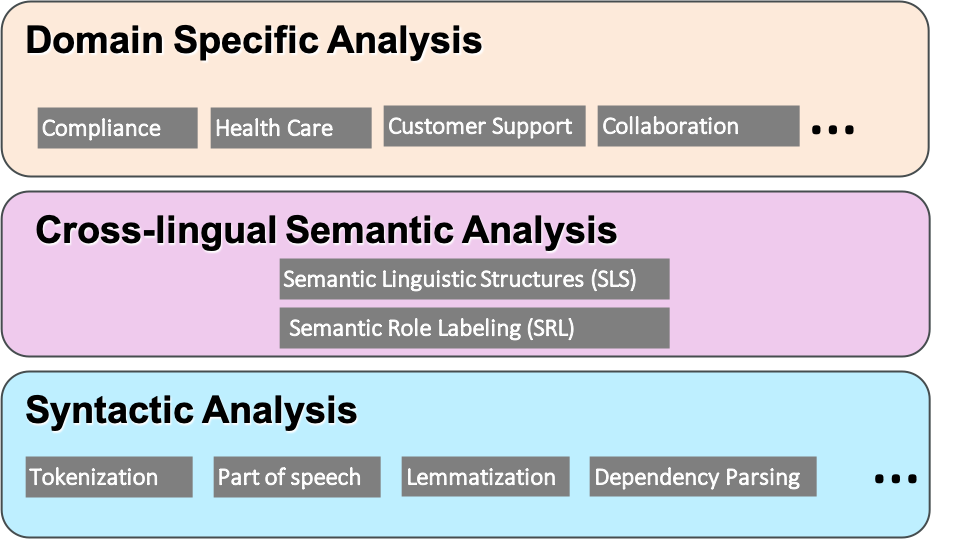 Domain Specific Analysis
Compliance
Health Care
Customer Support
Collaboration
...
Cross-lingual Semantic Analysis
Semantic Linguistic Structures (SLS)
Semantic Role Labeling (SRL)
Syntactic Analysis
Tokenization
Part of speech
Lemmatization
Dependency Parsing
...